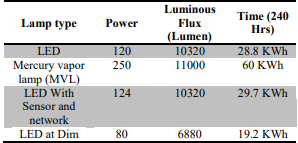 Lamp type Power Luminous Flux (Lumen) Time (240 Hrs)
LED 120 10320 28.8 KWh
Mercury vapor lamp (MVL) 250 11000 60 KWh
LED With Sensor and network 124 10320 29.7 KWh
LED at Dim 80 6880 19.2 KWh